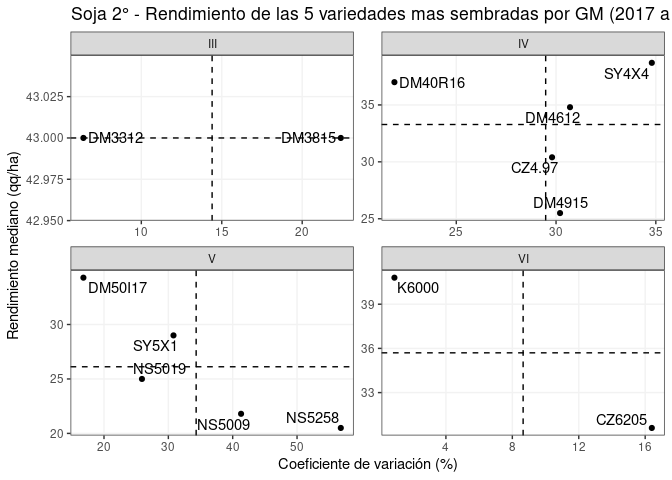 Soja 2° - Rendimiento de las 5 variedades mas sembradas por GM (2017 a
III
IV
43.025
43.000
42.975
42.950
DM3312
DM3815
10
15
20
35
30
25
DM40R16
SY4X4
DM4612
CZ4.97
DM4915
25
30
35
V
VI
30
25
20
DM50I17
SY5X1
NS5019
NS5009
NS5258
20
30
40
50
39
36
33
K6000
CZ6205
4
8
12
16
Rendimiento mediano (qq/ha)
Coeficiente de variación (%)